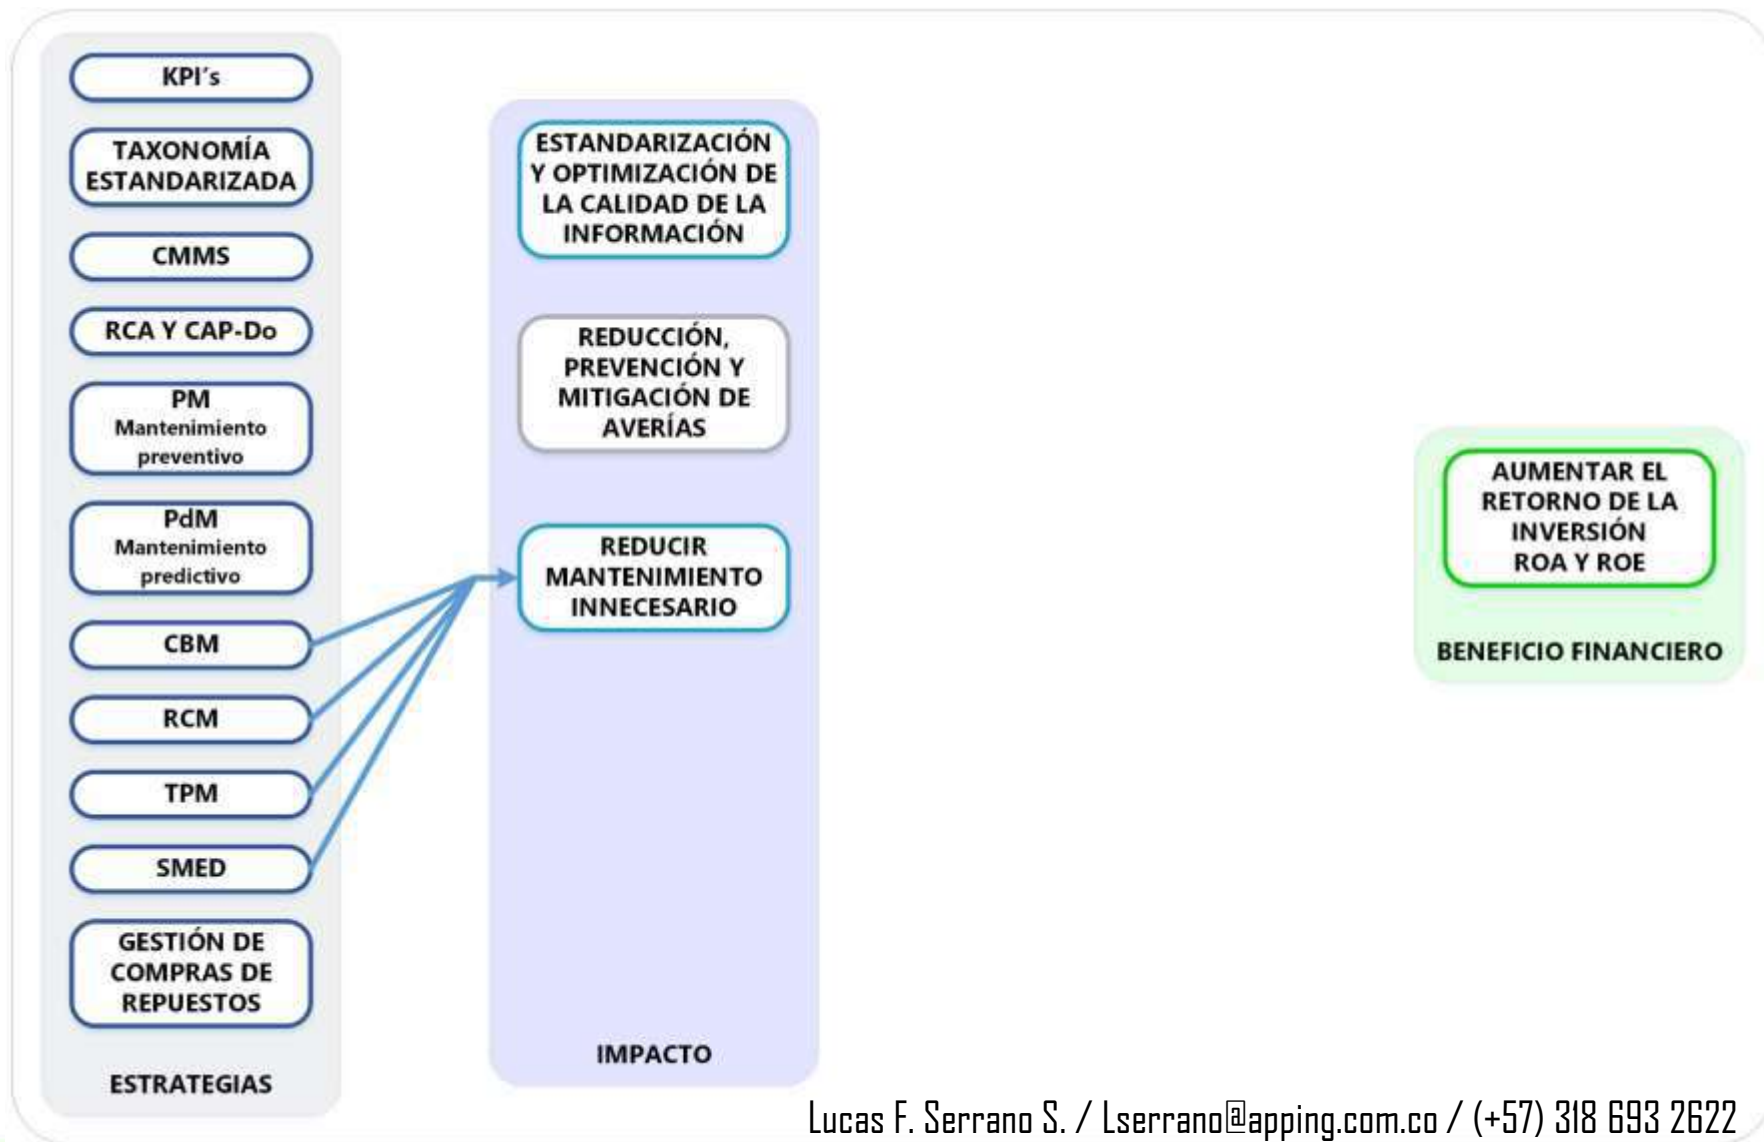 KPI´s
TAXONOMÍA
ESTANDARIZADA
CMMS
RCA Y CAP-Do
PM
Mantenimiento
preventivo
PdM
Mantenimiento
predictivo
CBM
RCM
TPM
SMED
GESTIÓN DE
COMPRAS DE
REPUESTOS
ESTRATEGIAS
ESTANDARIZACIÓN
Y OPTIMIZACIÓN DE
LA CALIDAD DE LA
INFORMACIÓN
REDUCCIÓN,
PREVENCIÓN Y
MITIGACIÓN DE
AVERÍAS
REDUCIR
MANTENIMIENTO
INNECESARIO
IMPACTO
AUMENTAR EL
RETORNO DE LA
INVERSIÓN
ROA Y ROE
BENEFICIO FINANCIERO
Lucas F. Serrano S. / Lserrano@apping.com.co / (+57) 318 693 2622